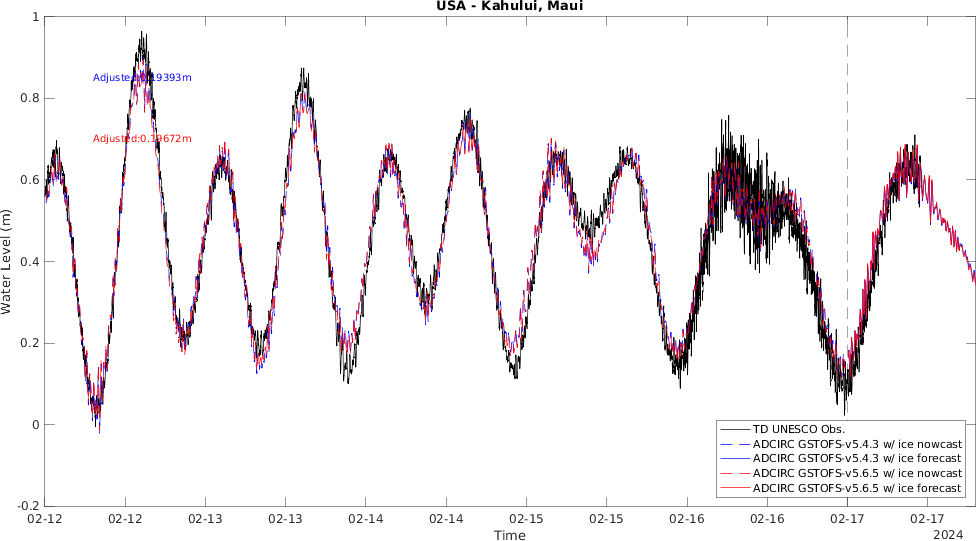 USA - Kahului, Maui
1
0.8
0.6
0.4
0.2
0
-0.2
Water Level (m)
Adjusted:0.19393m
Adjusted:0.19672m
TD UNESCO Obs.
ADCIRC GSTOFS-v5.4.3 w/ ice nowcast
ADCIRC GSTOFS-v5.4.3 w/ ice forecast
ADCIRC GSTOFS-v5.6.5 w/ ice nowcast
ADCIRC GSTOFS-v5.6.5 w/ ice forecast
02-12 02-12 02-13 02-13 02-14 02-14 02-15 02-15 02-16 02-16 02-17 02-17
Time
2024